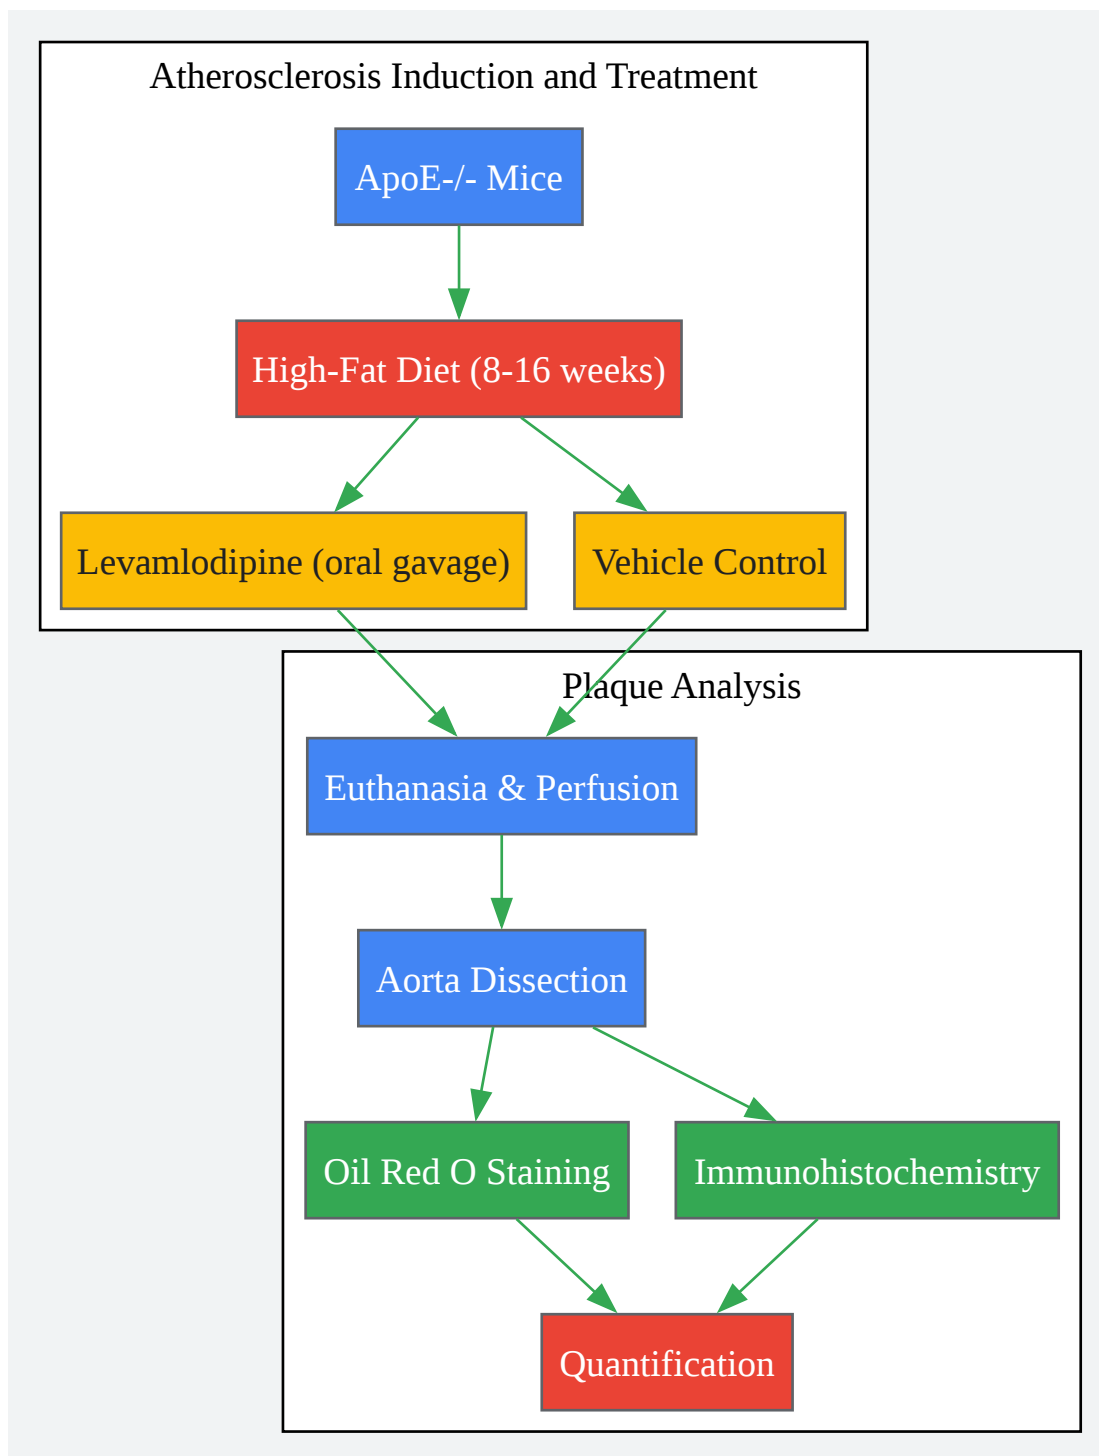 Atherosclerosis Induction and Treatment
ApoE-/- Mice
High-Fat Diet (8-16 weeks)
Levamlodipine (oral gavage)
Vehicle Control
Plaque Analysis
Euthanasia & Perfusion
Aorta Dissection
Oil Red O Staining
Immunohistochemistry
Quantification